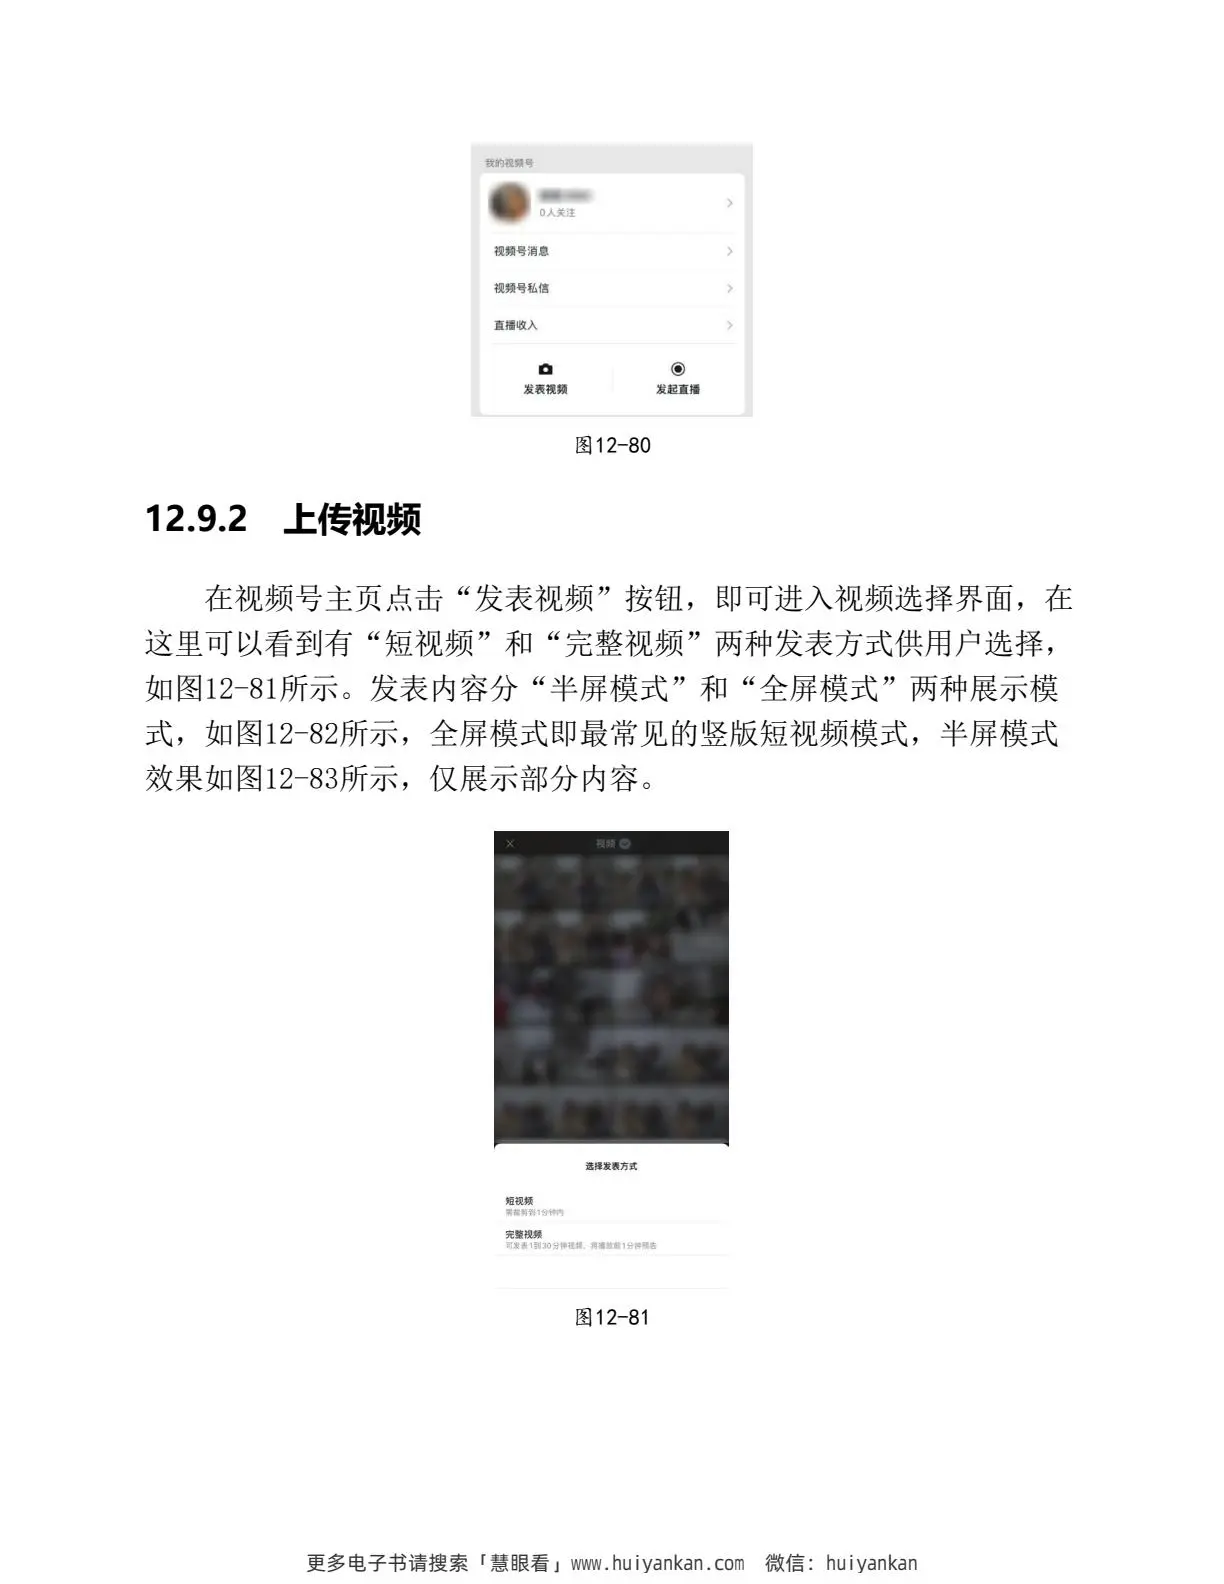 我的视频号
0人关注
视频号消息
视频号私信
直播收入
发表视频
发起直播
图12-80
12.9.2 上传视频
在视频号主页点击“发表视频”按钮，即可进入视频选择界面，在
这里可以看到有“短视频”和“完整视频”两种发表方式供用户选择，
如图12-81所示。发表内容分“半屏模式”和“全屏模式”两种展示模
式，如图12-82所示，全屏模式即最常见的竖版短视频模式，半屏模式
效果如图12-83所示，仅展示部分内容。
视频
选择发表方式
短视频
需裁剪到1分钟内
完整视频
可发表1到30分钟视频，将播放前1分钟预告
图12-81
更多电子书请搜索「慧眼看」www.huiyankan.com 微信：huiyankan